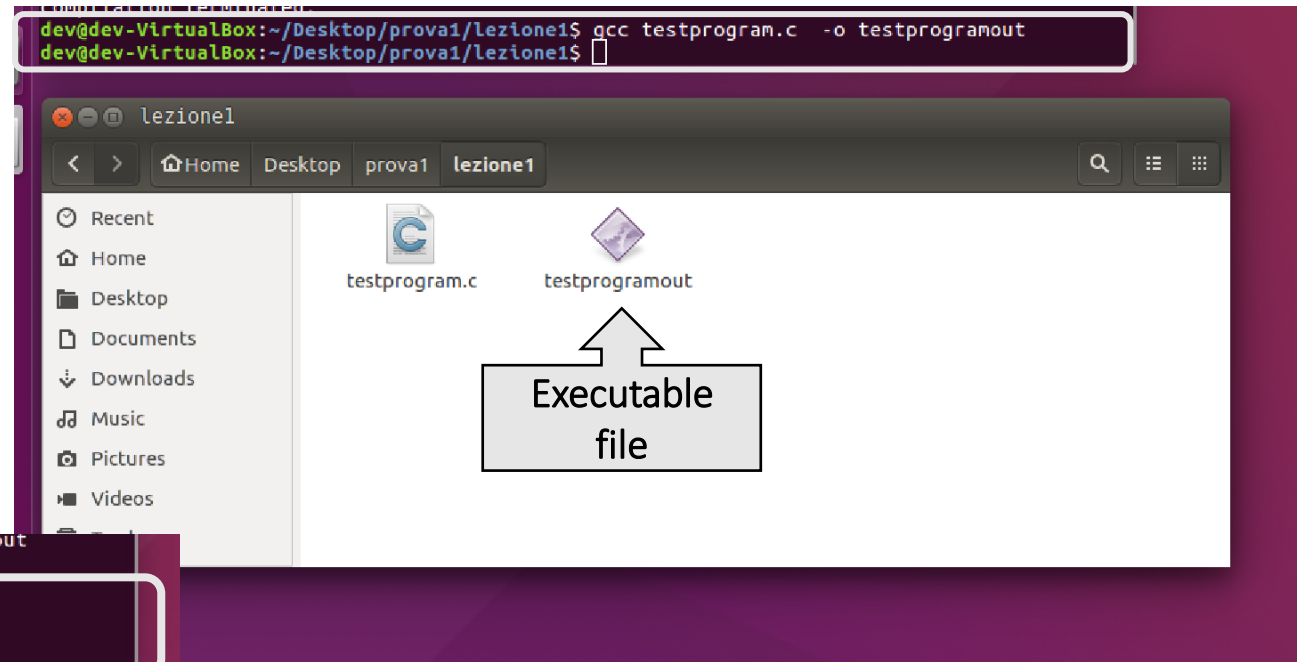 dev@dev-VirtualBox:~/Desktop/prova1/lezione1$ gcc testprogram.c  -o testprogramout
dev@dev-VirtualBox:~/Desktop/prova1/lezione1$
lezione1
Home Desktop prova1 lezione1
Recent
Home
Desktop
Documents
Downloads
Music
Pictures
Videos
testprogram.c testprogramout
Executable
file
out